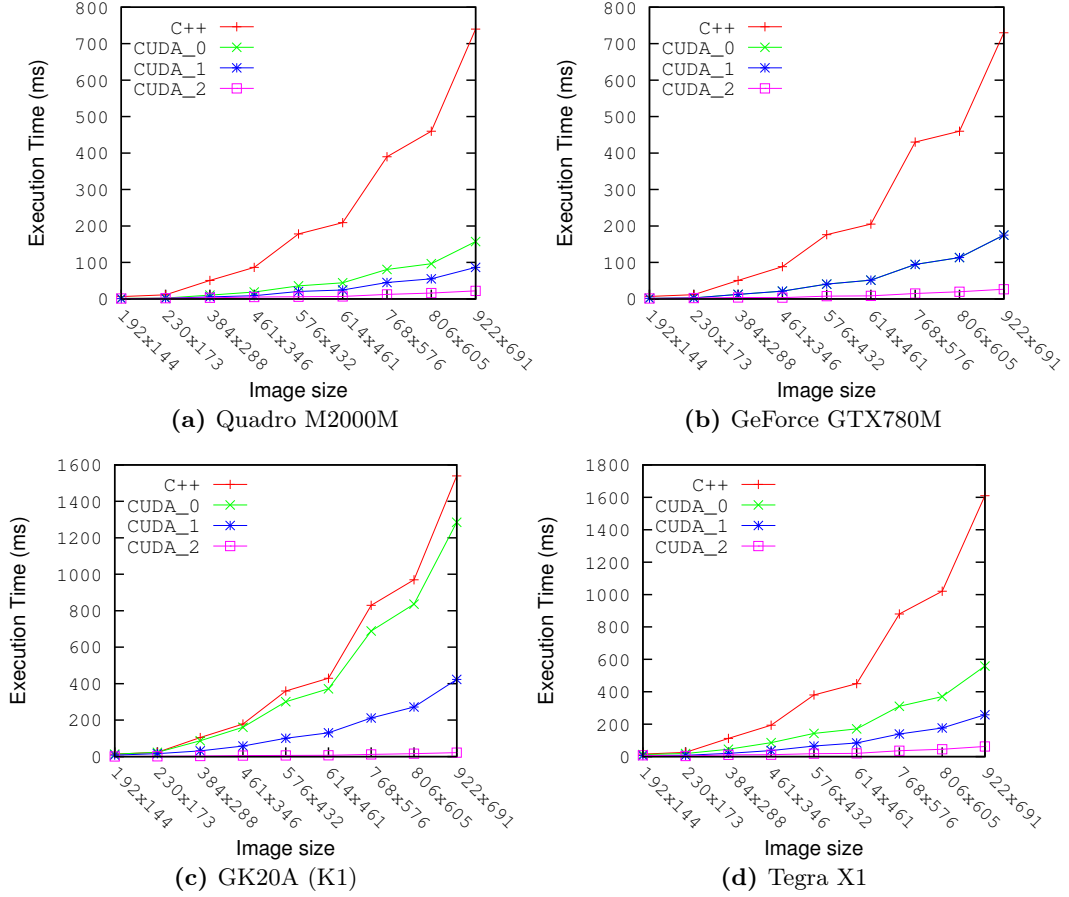 800
700
600
500
400
300
200
100
0
Execution Time (ms)
C++
CUDA_0
CUDA_1
CUDA_2
192x144
230x173
384x288
461x346
576x432
614x461
768x576
806x605
922x691
Image size
(a) Quadro M2000M
800
700
600
500
400
300
200
100
0
Execution Time (ms)
C++
CUDA_0
CUDA_1
CUDA_2
192x144
230x173
384x288
461x346
576x432
614x461
768x576
806x605
922x691
Image size
(b) GeForce GTX780M
1600
1400
1200
1000
800
600
400
200
0
Execution Time (ms)
C++
CUDA_0
CUDA_1
CUDA_2
192x144
230x173
384x288
461x346
576x432
614x461
768x576
806x605
922x691
Image size
(c) GK20A (K1)
1800
1600
1400
1200
1000
800
600
400
200
0
Execution Time (ms)
C++
CUDA_0
CUDA_1
CUDA_2
192x144
230x173
384x288
461x346
576x432
614x461
768x576
806x605
922x691
Image size
(d) Tegra X1